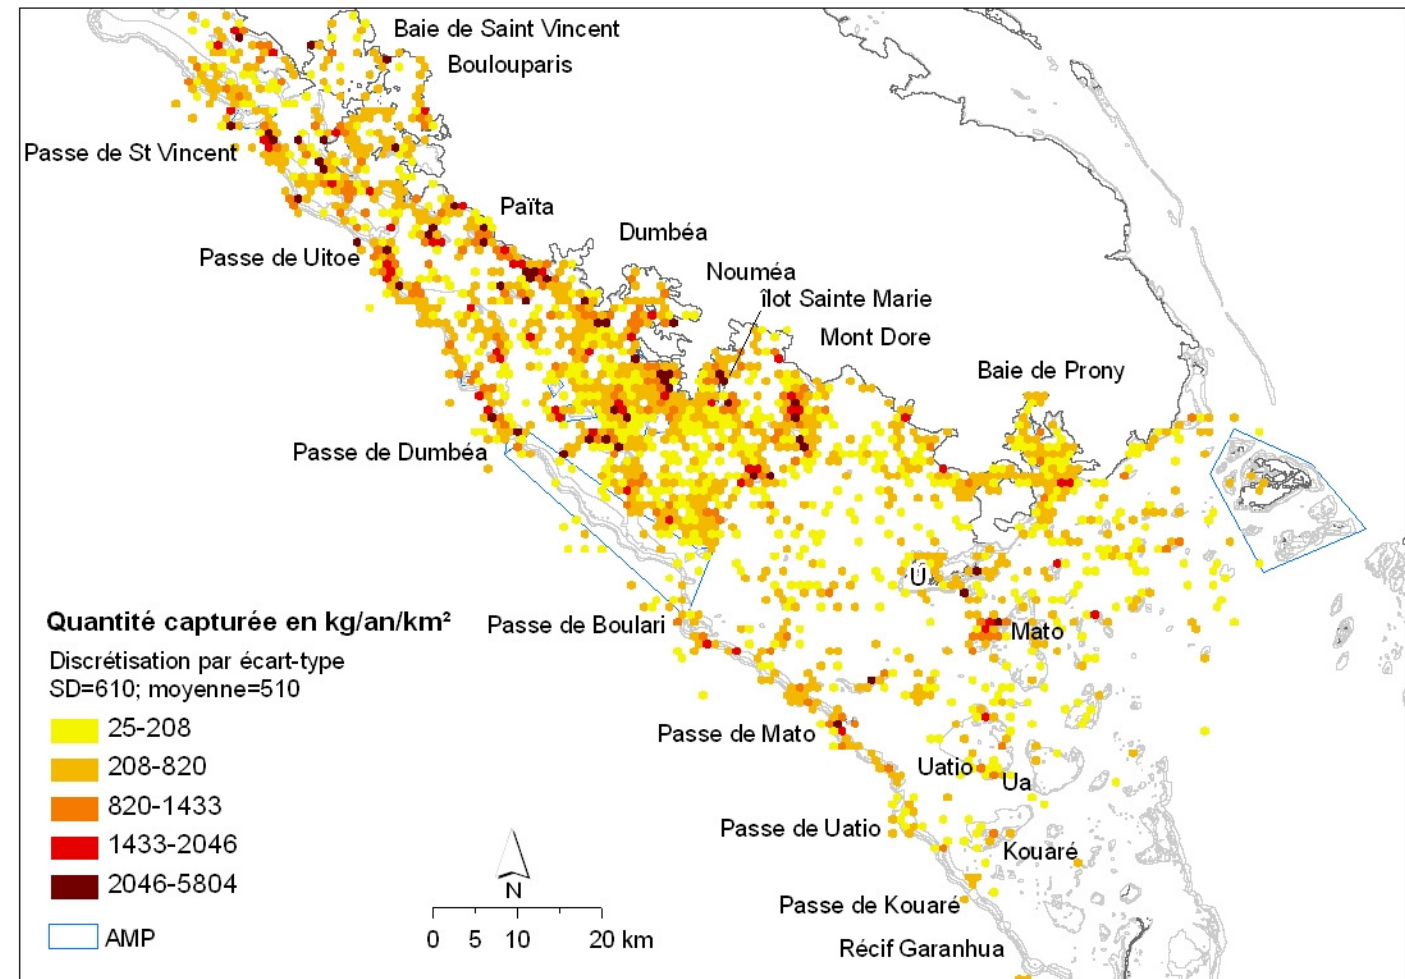 Baie de Saint Vincent
Boulouparis
Passe de St Vincent
Païta
Dumbéa
Passe de Uitoe
Nouméa
îlot Sainte Marie
Mont Dore
Baie de Prony
Passe de Dumbéa
U
Quantité capturée en kg/an/km²
Passe de Boulari
Mato
Discrétisation par écart-type
SD=610; moyenne=510
25-208
Passe de Mato
208-820
Uatio
Ua
820-1433
Passe de Uatio
1433-2046
Kouaré
2046-5804
N
Passe de Kouaré
AMP
0 5 10 20 km
Récif Garanhua